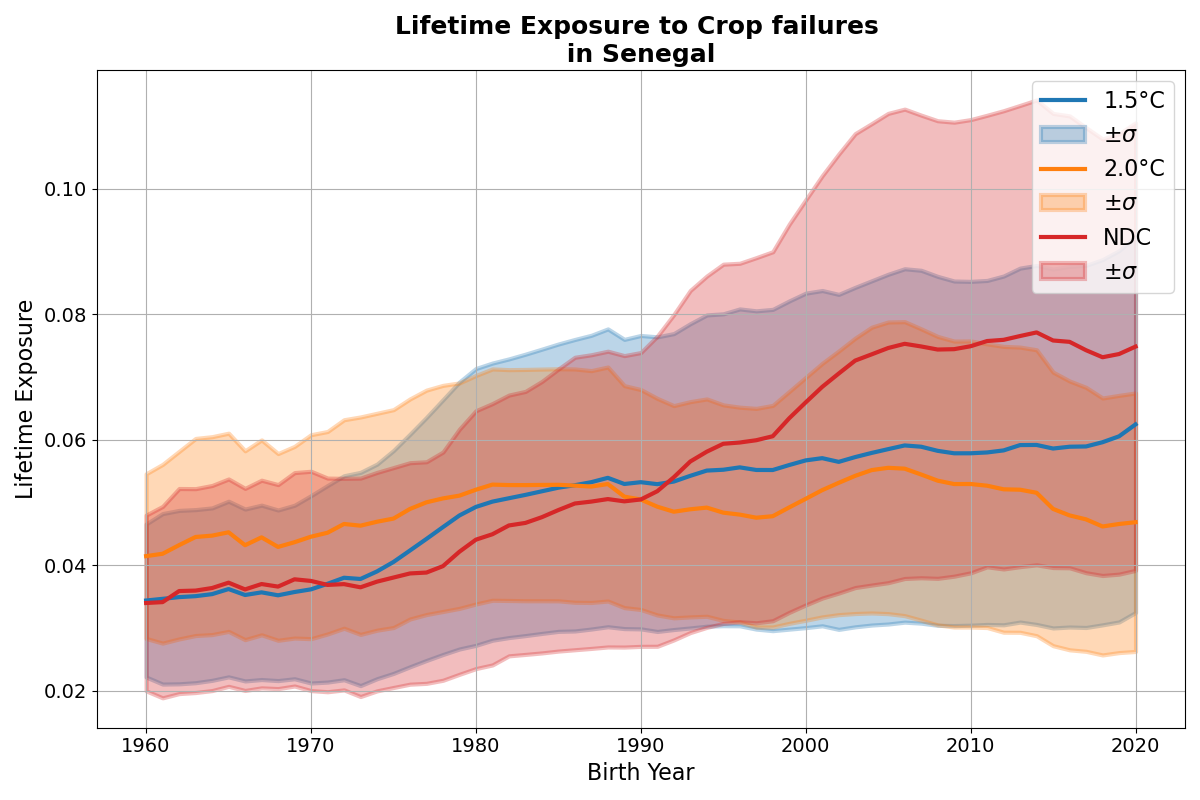 Lifetime Exposure to Crop failures
in Senegal
Lifetime Exposure
0.10
0.08
0.06
0.04
0.02
1960 1970 1980 1990 2000 2010 2020
Birth Year
1.5°C
±σ
2.0°C
±σ
NDC
±σ